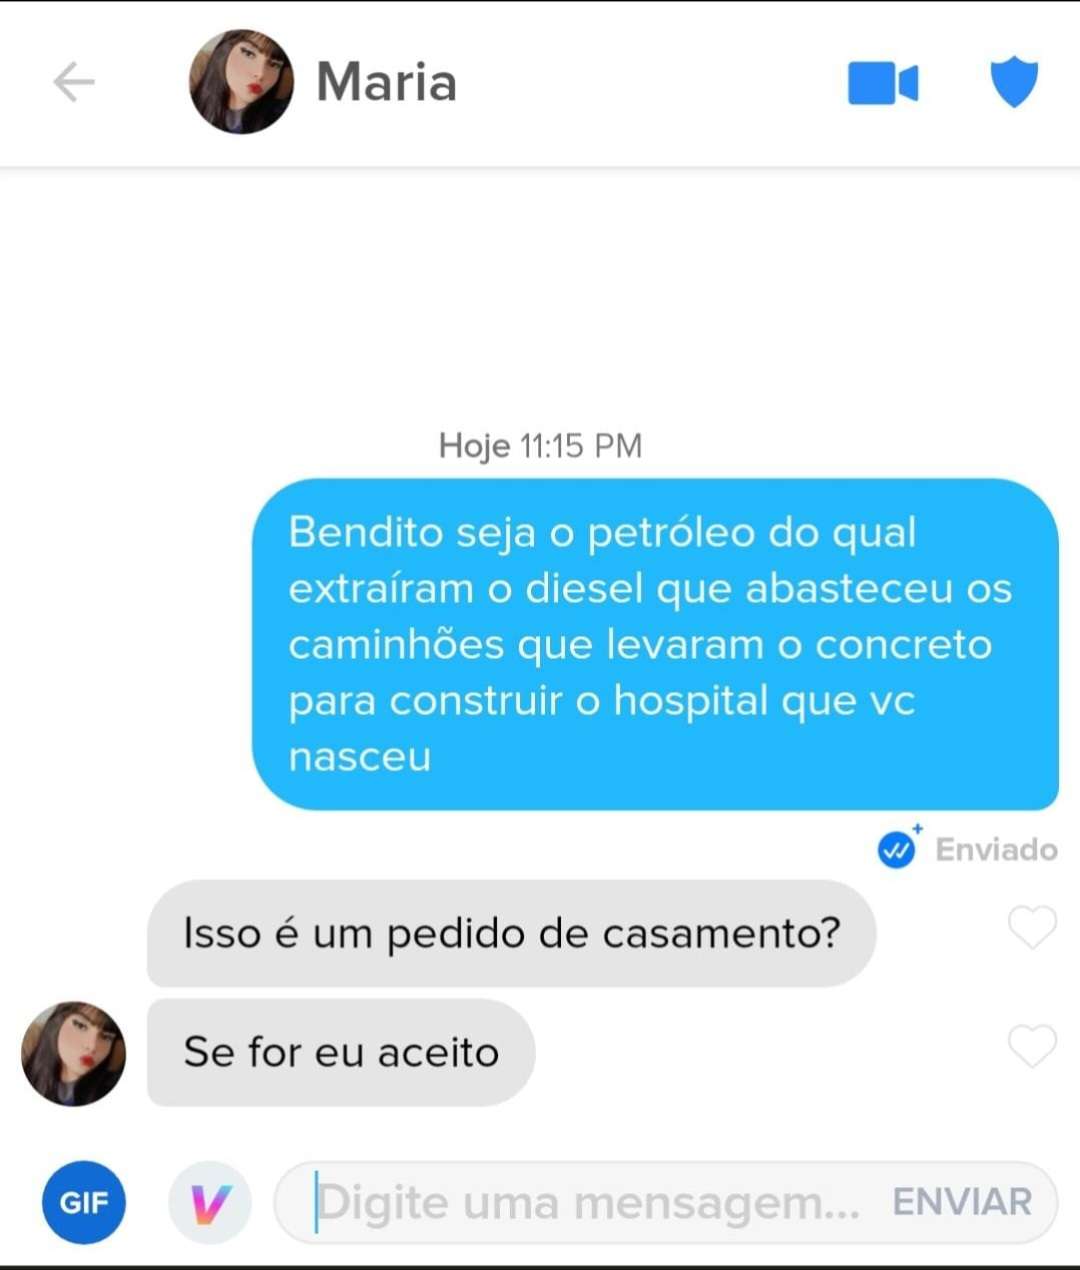 Maria
Hoje 11:15 PM
Bendito seja o petróleo do qual
extraíram o diesel que abasteceu os
caminhões que levaram o concreto
para construir o hospital que vc
nasceu
Enviado
Isso é um pedido de casamento?
Se for eu aceito
GIF
Digite uma mensagem... ENVIAR